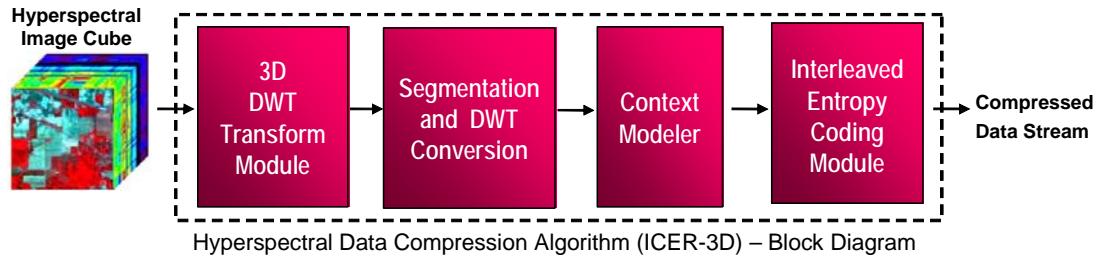 Hyperspectral
Image Cube
3D
DWT
Transform
Module
Segmentation
and DWT
Conversion
Context
Modeler
Interleaved
Entropy
Coding
Module
Compressed
Data Stream
Hyperspectral Data Compression Algorithm (ICER-3D) – Block Diagram